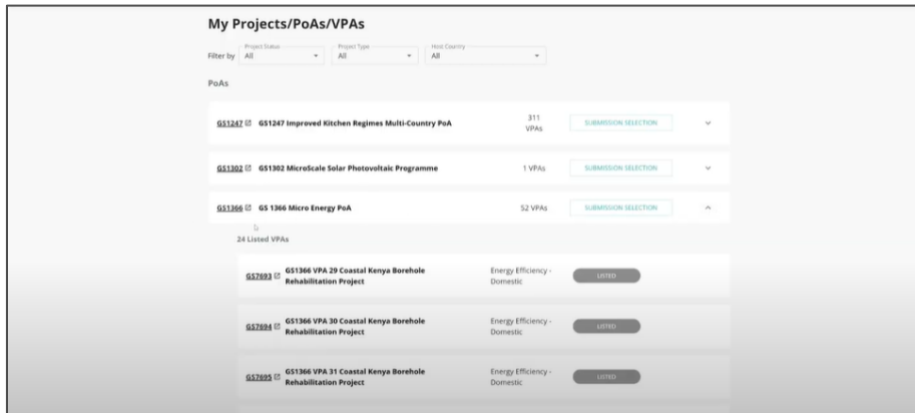 My Projects/PoAs/VPAs
Project Status
Project Type
Host Country
Filter by All All All
PoAs
GS1247 GS1247 Improved Kitchen Regimes Multi-Country PoA 311 VPAs SUBMISSION SELECTION
GS1302 GS1302 MicroScale Solar Photovoltaic Programme 1 VPAs SUBMISSION SELECTION
GS1366 GS 1366 Micro Energy PoA 52 VPAs SUBMISSION SELECTION
24 Listed VPAs
GS7693 GS1366 VPA 29 Coastal Kenya Borehole
Rehabilitation Project
Energy Efficiency -
Domestic
LISTED
GS7694 GS1366 VPA 30 Coastal Kenya Borehole
Rehabilitation Project
Energy Efficiency -
Domestic
LISTED
GS7695 GS1366 VPA 31 Coastal Kenya Borehole
Rehabilitation Project
Energy Efficiency -
Domestic
LISTED